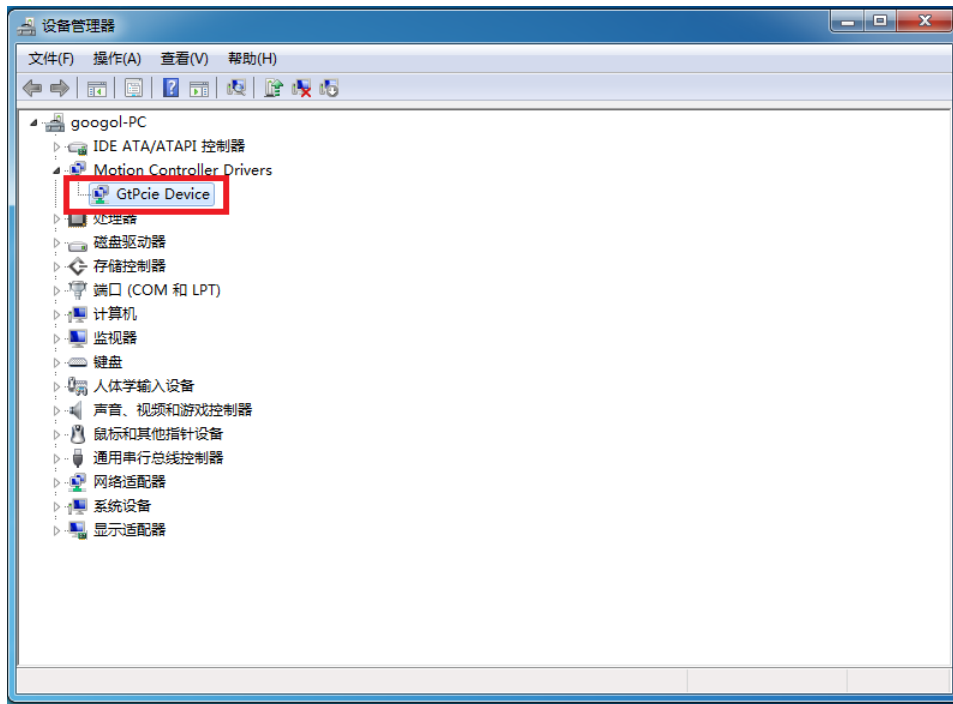 设备管理器
文件(F) 操作(A) 查看(V) 帮助(H)
googol-PC
IDE ATA/ATAPI 控制器
Motion Controller Drivers
GtPcie Device
处理器
磁盘驱动器
存储控制器
端口 (COM 和 LPT)
计算机
监视器
键盘
人体学输入设备
声音、视频和游戏控制器
鼠标和其他指针设备
通用串行总线控制器
网络适配器
系统设备
显示适配器